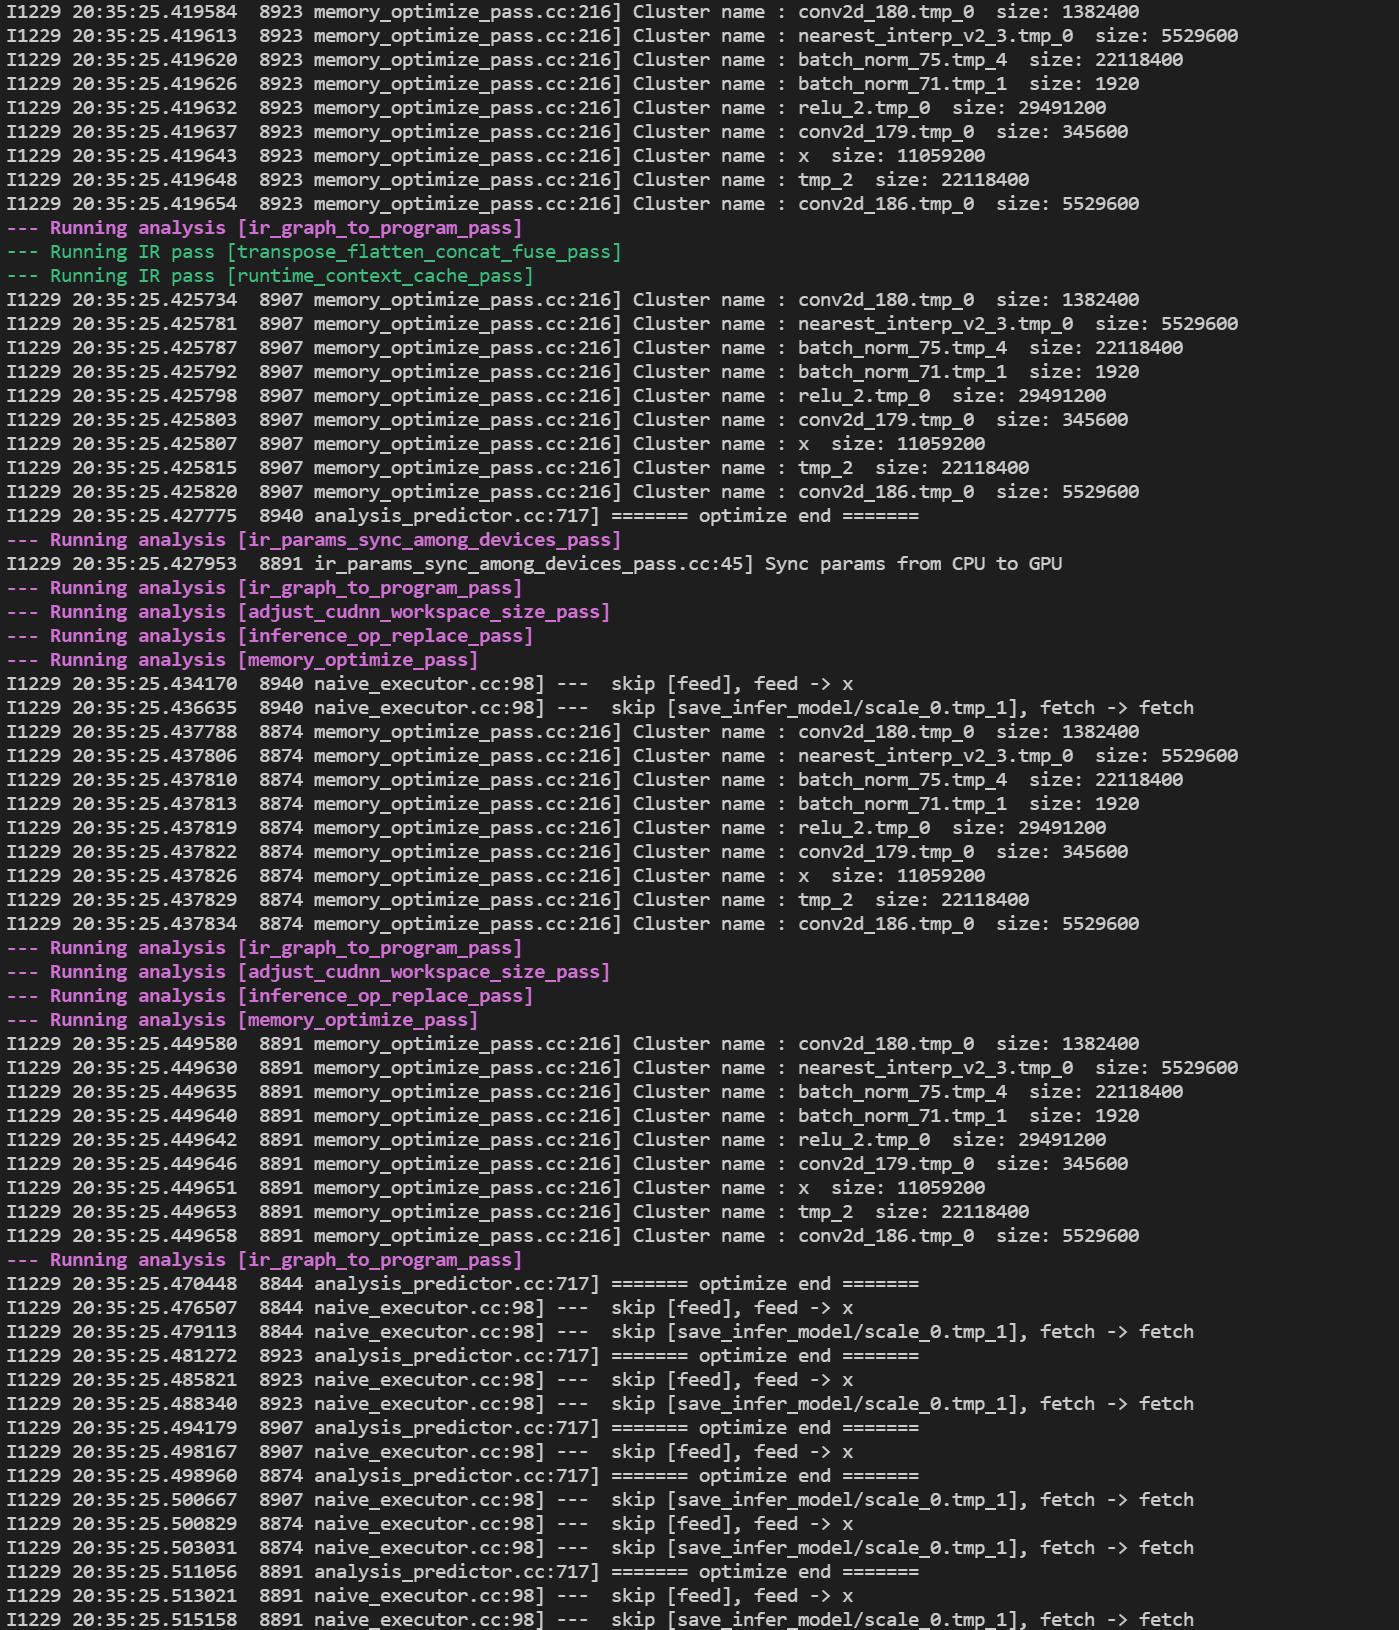 I1229 20:35:25.419584  8923 memory_optimize_pass.cc:216] Cluster name : conv2d_180.tmp_0  size: 1382400
I1229 20:35:25.419613  8923 memory_optimize_pass.cc:216] Cluster name : nearest_interp_v2_3.tmp_0  size: 5529600
I1229 20:35:25.419620  8923 memory_optimize_pass.cc:216] Cluster name : batch_norm_75.tmp_4  size: 22118400
I1229 20:35:25.419626  8923 memory_optimize_pass.cc:216] Cluster name : batch_norm_71.tmp_1  size: 1920
I1229 20:35:25.419632  8923 memory_optimize_pass.cc:216] Cluster name : relu_2.tmp_0  size: 29491200
I1229 20:35:25.419637  8923 memory_optimize_pass.cc:216] Cluster name : conv2d_179.tmp_0  size: 345600
I1229 20:35:25.419643  8923 memory_optimize_pass.cc:216] Cluster name : x  size: 11059200
I1229 20:35:25.419648  8923 memory_optimize_pass.cc:216] Cluster name : tmp_2  size: 22118400
I1229 20:35:25.419654  8923 memory_optimize_pass.cc:216] Cluster name : conv2d_186.tmp_0  size: 5529600
--- Running analysis [ir_graph_to_program_pass]
--- Running IR pass [transpose_flatten_concat_fuse_pass]
--- Running IR pass [runtime_context_cache_pass]
I1229 20:35:25.425734  8907 memory_optimize_pass.cc:216] Cluster name : conv2d_180.tmp_0  size: 1382400
I1229 20:35:25.425781  8907 memory_optimize_pass.cc:216] Cluster name : nearest_interp_v2_3.tmp_0  size: 5529600
I1229 20:35:25.425787  8907 memory_optimize_pass.cc:216] Cluster name : batch_norm_75.tmp_4  size: 22118400
I1229 20:35:25.425792  8907 memory_optimize_pass.cc:216] Cluster name : batch_norm_71.tmp_1  size: 1920
I1229 20:35:25.425798  8907 memory_optimize_pass.cc:216] Cluster name : relu_2.tmp_0  size: 29491200
I1229 20:35:25.425803  8907 memory_optimize_pass.cc:216] Cluster name : conv2d_179.tmp_0  size: 345600
I1229 20:35:25.425807  8907 memory_optimize_pass.cc:216] Cluster name : x  size: 11059200
I1229 20:35:25.425815  8907 memory_optimize_pass.cc:216] Cluster name : tmp_2  size: 22118400
I1229 20:35:25.425820  8907 memory_optimize_pass.cc:216] Cluster name : conv2d_186.tmp_0  size: 5529600
I1229 20:35:25.427775  8940 analysis_predictor.cc:717] ======= optimize end =======
--- Running analysis [ir_params_sync_among_devices_pass]
I1229 20:35:25.427953  8891 ir_params_sync_among_devices_pass.cc:45] Sync params from CPU to GPU
--- Running analysis [ir_graph_to_program_pass]
--- Running analysis [adjust_cudnn_workspace_size_pass]
--- Running analysis [inference_op_replace_pass]
--- Running analysis [memory_optimize_pass]
I1229 20:35:25.434170  8940 naive_executor.cc:98] ---  skip [feed], feed -> x
I1229 20:35:25.436635  8940 naive_executor.cc:98] ---  skip [save_infer_model/scale_0.tmp_1], fetch -> fetch
I1229 20:35:25.437788  8874 memory_optimize_pass.cc:216] Cluster name : conv2d_180.tmp_0  size: 1382400
I1229 20:35:25.437806  8874 memory_optimize_pass.cc:216] Cluster name : nearest_interp_v2_3.tmp_0  size: 5529600
I1229 20:35:25.437810  8874 memory_optimize_pass.cc:216] Cluster name : batch_norm_75.tmp_4  size: 22118400
I1229 20:35:25.437813  8874 memory_optimize_pass.cc:216] Cluster name : batch_norm_71.tmp_1  size: 1920
I1229 20:35:25.437819  8874 memory_optimize_pass.cc:216] Cluster name : relu_2.tmp_0  size: 29491200
I1229 20:35:25.437822  8874 memory_optimize_pass.cc:216] Cluster name : conv2d_179.tmp_0  size: 345600
I1229 20:35:25.437826  8874 memory_optimize_pass.cc:216] Cluster name : x  size: 11059200
I1229 20:35:25.437829  8874 memory_optimize_pass.cc:216] Cluster name : tmp_2  size: 22118400
I1229 20:35:25.437834  8874 memory_optimize_pass.cc:216] Cluster name : conv2d_186.tmp_0  size: 5529600
--- Running analysis [ir_graph_to_program_pass]
--- Running analysis [adjust_cudnn_workspace_size_pass]
--- Running analysis [inference_op_replace_pass]
--- Running analysis [memory_optimize_pass]
I1229 20:35:25.449580  8891 memory_optimize_pass.cc:216] Cluster name : conv2d_180.tmp_0  size: 1382400
I1229 20:35:25.449630  8891 memory_optimize_pass.cc:216] Cluster name : nearest_interp_v2_3.tmp_0  size: 5529600
I1229 20:35:25.449635  8891 memory_optimize_pass.cc:216] Cluster name : batch_norm_75.tmp_4  size: 22118400
I1229 20:35:25.449640  8891 memory_optimize_pass.cc:216] Cluster name : batch_norm_71.tmp_1  size: 1920
I1229 20:35:25.449642  8891 memory_optimize_pass.cc:216] Cluster name : relu_2.tmp_0  size: 29491200
I1229 20:35:25.449646  8891 memory_optimize_pass.cc:216] Cluster name : conv2d_179.tmp_0  size: 345600
I1229 20:35:25.449651  8891 memory_optimize_pass.cc:216] Cluster name : x  size: 11059200
I1229 20:35:25.449653  8891 memory_optimize_pass.cc:216] Cluster name : tmp_2  size: 22118400
I1229 20:35:25.449658  8891 memory_optimize_pass.cc:216] Cluster name : conv2d_186.tmp_0  size: 5529600
--- Running analysis [ir_graph_to_program_pass]
I1229 20:35:25.470448  8844 analysis_predictor.cc:717] ======= optimize end =======
I1229 20:35:25.476507  8844 naive_executor.cc:98] ---  skip [feed], feed -> x
I1229 20:35:25.479113  8844 naive_executor.cc:98] ---  skip [save_infer_model/scale_0.tmp_1], fetch -> fetch
I1229 20:35:25.481272  8923 analysis_predictor.cc:717] ======= optimize end =======
I1229 20:35:25.485821  8923 naive_executor.cc:98] ---  skip [feed], feed -> x
I1229 20:35:25.488340  8923 naive_executor.cc:98] ---  skip [save_infer_model/scale_0.tmp_1], fetch -> fetch
I1229 20:35:25.494179  8907 analysis_predictor.cc:717] ======= optimize end =======
I1229 20:35:25.498167  8907 naive_executor.cc:98] ---  skip [feed], feed -> x
I1229 20:35:25.498960  8874 analysis_predictor.cc:717] ======= optimize end =======
I1229 20:35:25.500667  8907 naive_executor.cc:98] ---  skip [save_infer_model/scale_0.tmp_1], fetch -> fetch
I1229 20:35:25.500829  8874 naive_executor.cc:98] ---  skip [feed], feed -> x
I1229 20:35:25.503031  8874 naive_executor.cc:98] ---  skip [save_infer_model/scale_0.tmp_1], fetch -> fetch
I1229 20:35:25.511056  8891 analysis_predictor.cc:717] ======= optimize end =======
I1229 20:35:25.513021  8891 naive_executor.cc:98] ---  skip [feed], feed -> x
I1229 20:35:25.515158  8891 naive_executor.cc:98] ---  skip [save_infer_model/scale_0.tmp_1], fetch -> fetch